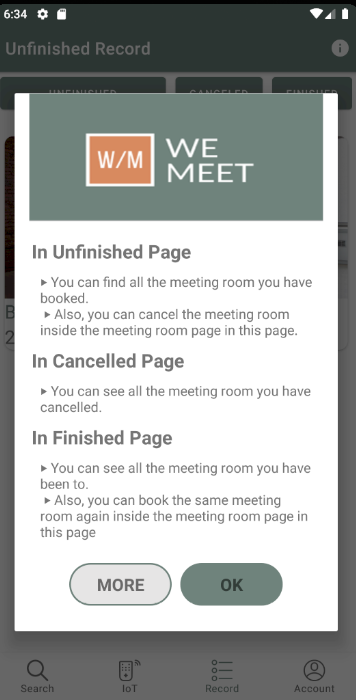 6:34
Unfinished Record
UNFINISHED
CANCELED
FINISHED
W/M
WE
MEET
In Unfinished Page
▸ You can find all the meeting room you have
booked.
▸ Also, you can cancel the meeting room
inside the meeting room page in this page.
In Cancelled Page
▸ You can see all the meeting room you have
cancelled.
In Finished Page
▸ You can see all the meeting room you have
been to.
▸ Also, you can book the same meeting
room again inside the meeting room page in
this page
B
2
MORE
OK
Search
IoT
Record
Account